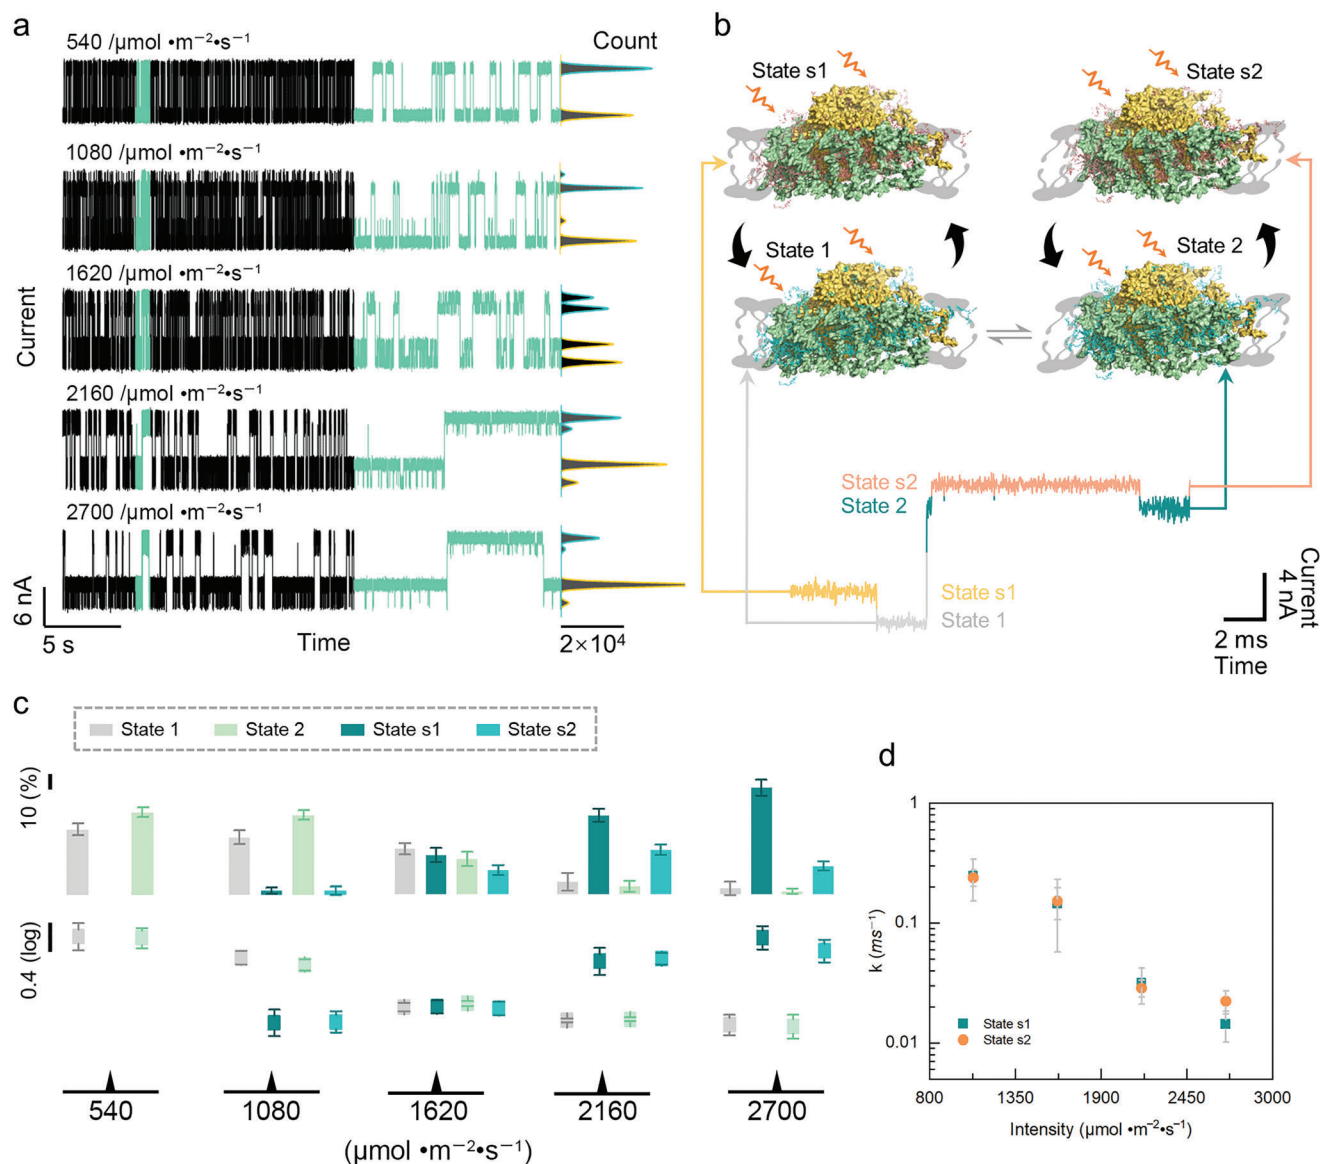 a
540 /μmol •m⁻²•s⁻¹
Count
1080 /μmol •m⁻²•s⁻¹
1620 /μmol •m⁻²•s⁻¹
2160 /μmol •m⁻²•s⁻¹
2700 /μmol •m⁻²•s⁻¹
Current
6 nA
5 s
Time
2×10⁴
b
State s1
State s2
State 1
State 2
State s2
State 2
State s1
State 1
Current
4 nA
2 ms
Time
c
State 1
State 2
State s1
State s2
10 (%)
0.4 (log)
540
1080
1620
2160
2700
(μmol •m⁻²•s⁻¹)
d
1
0.1
0.01
k (ms⁻¹)
State s1
State s2
800
1350
1900
2450
3000
Intensity (μmol •m⁻²•s⁻¹)